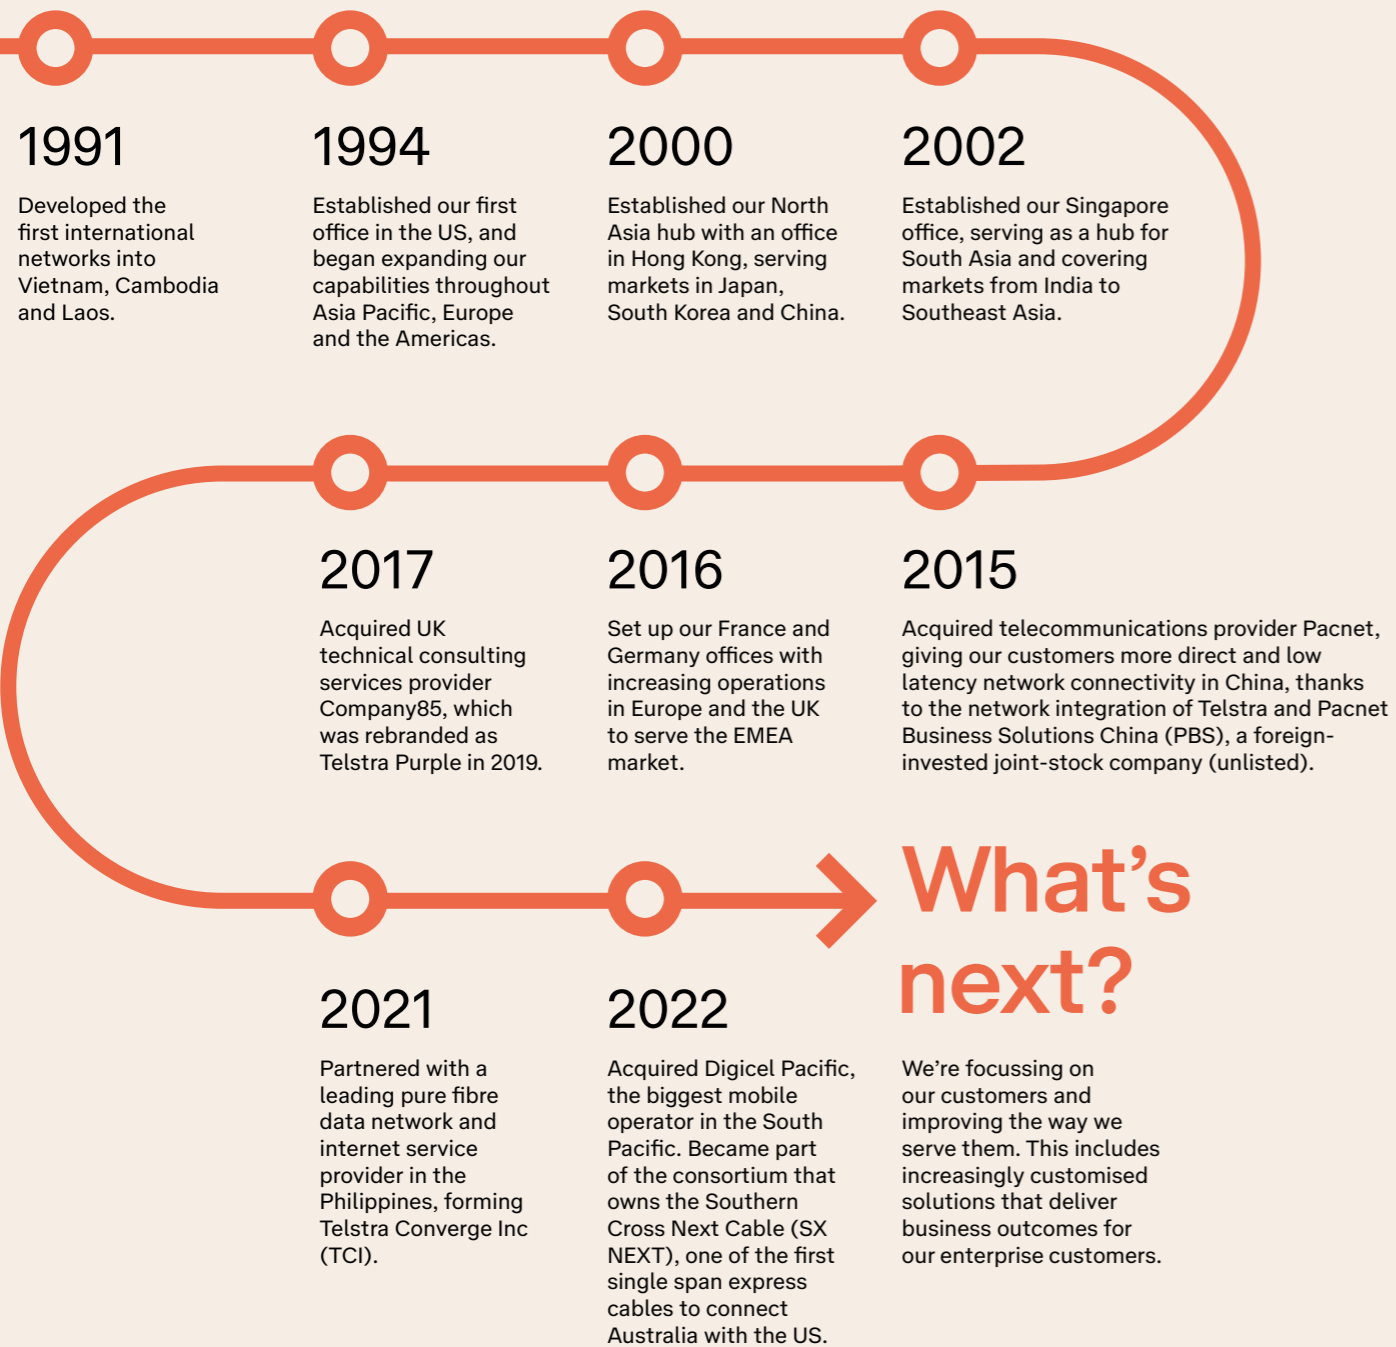 1991
Developed the
first international
networks into
Vietnam, Cambodia
and Laos.
1994
Established our first
office in the US, and
began expanding our
capabilities throughout
Asia Pacific, Europe
and the Americas.
2000
Established our North
Asia hub with an office
in Hong Kong, serving
markets in Japan,
South Korea and China.
2002
Established our Singapore
office, serving as a hub for
South Asia and covering
markets from India to
Southeast Asia.
2015
Acquired telecommunications provider Pacnet,
giving our customers more direct and low
latency network connectivity in China, thanks
to the network integration of Telstra and Pacnet
Business Solutions China (PBS), a foreign-
invested joint-stock company (unlisted).
2016
Set up our France and
Germany offices with
increasing operations
in Europe and the UK
to serve the EMEA
market.
2017
Acquired UK
technical consulting
services provider
Company85, which
was rebranded as
Telstra Purple in 2019.
2021
Partnered with a
leading pure fibre
data network and
internet service
provider in the
Philippines, forming
Telstra Converge Inc
(TCI).
2022
Acquired Digicel Pacific,
the biggest mobile
operator in the South
Pacific. Became part
of the consortium that
owns the Southern
Cross Next Cable (SX
NEXT), one of the first
single span express
cables to connect
Australia with the US.
What’s
next?
We’re focussing on
our customers and
improving the way we
serve them. This includes
increasingly customised
solutions that deliver
business outcomes for
our enterprise customers.